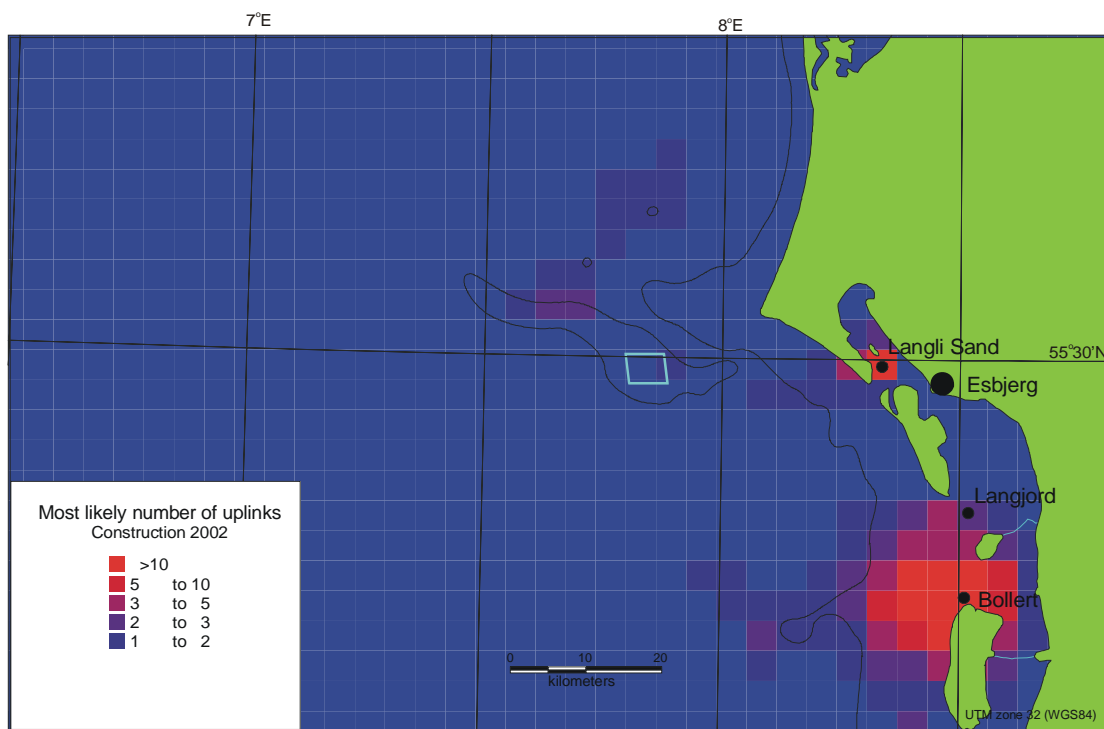 7°E
8°E
Langli Sand
55°30'N
Esbjerg
Langjord
Bollert
Most likely number of uplinks
Construction 2002
>10
5 to 10
3 to 5
2 to 3
1 to 2
0 10 20
kilometers
UTM zone 32 (WGS84)